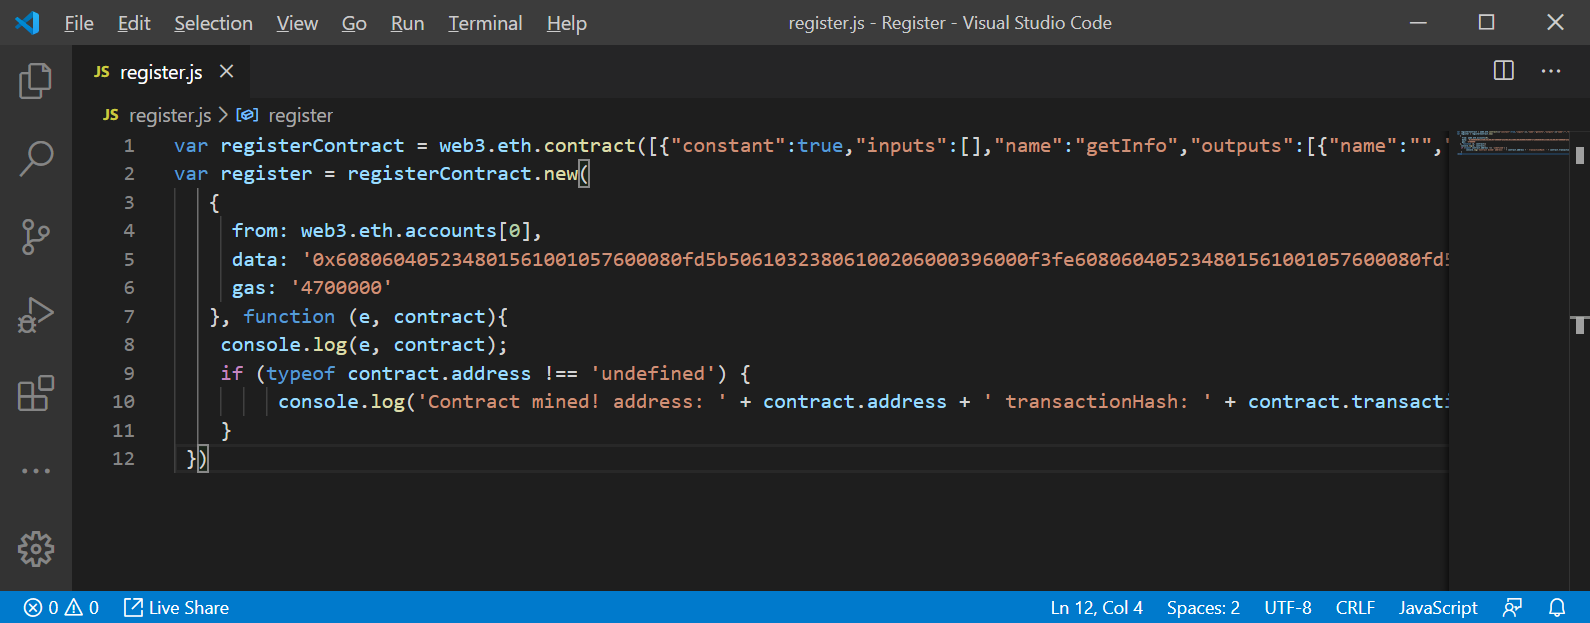 File Edit Selection View Go Run Terminal Help register.js - Register - Visual Studio Code
JS register.js
JS register.js > register
1 var registerContract = web3.eth.contract([{"constant":true,"inputs":[],"name":"getInfo","outputs":[{"name":"","
2 var register = registerContract.new(
3 {
4 from: web3.eth.accounts[0],
5 data: '0x608060405234801561001057600080fd5b50610323806100206000396000f3fe608060405234801561001057600080fd5
6 gas: '4700000'
7 }, function (e, contract){
8 console.log(e, contract);
9 if (typeof contract.address !== 'undefined') {
10 console.log('Contract mined! address: ' + contract.address + ' transactionHash: ' + contract.transacti
11 }
12 })
0 0 Live Share Ln 12, Col 4 Spaces: 2 UTF-8 CRLF JavaScript